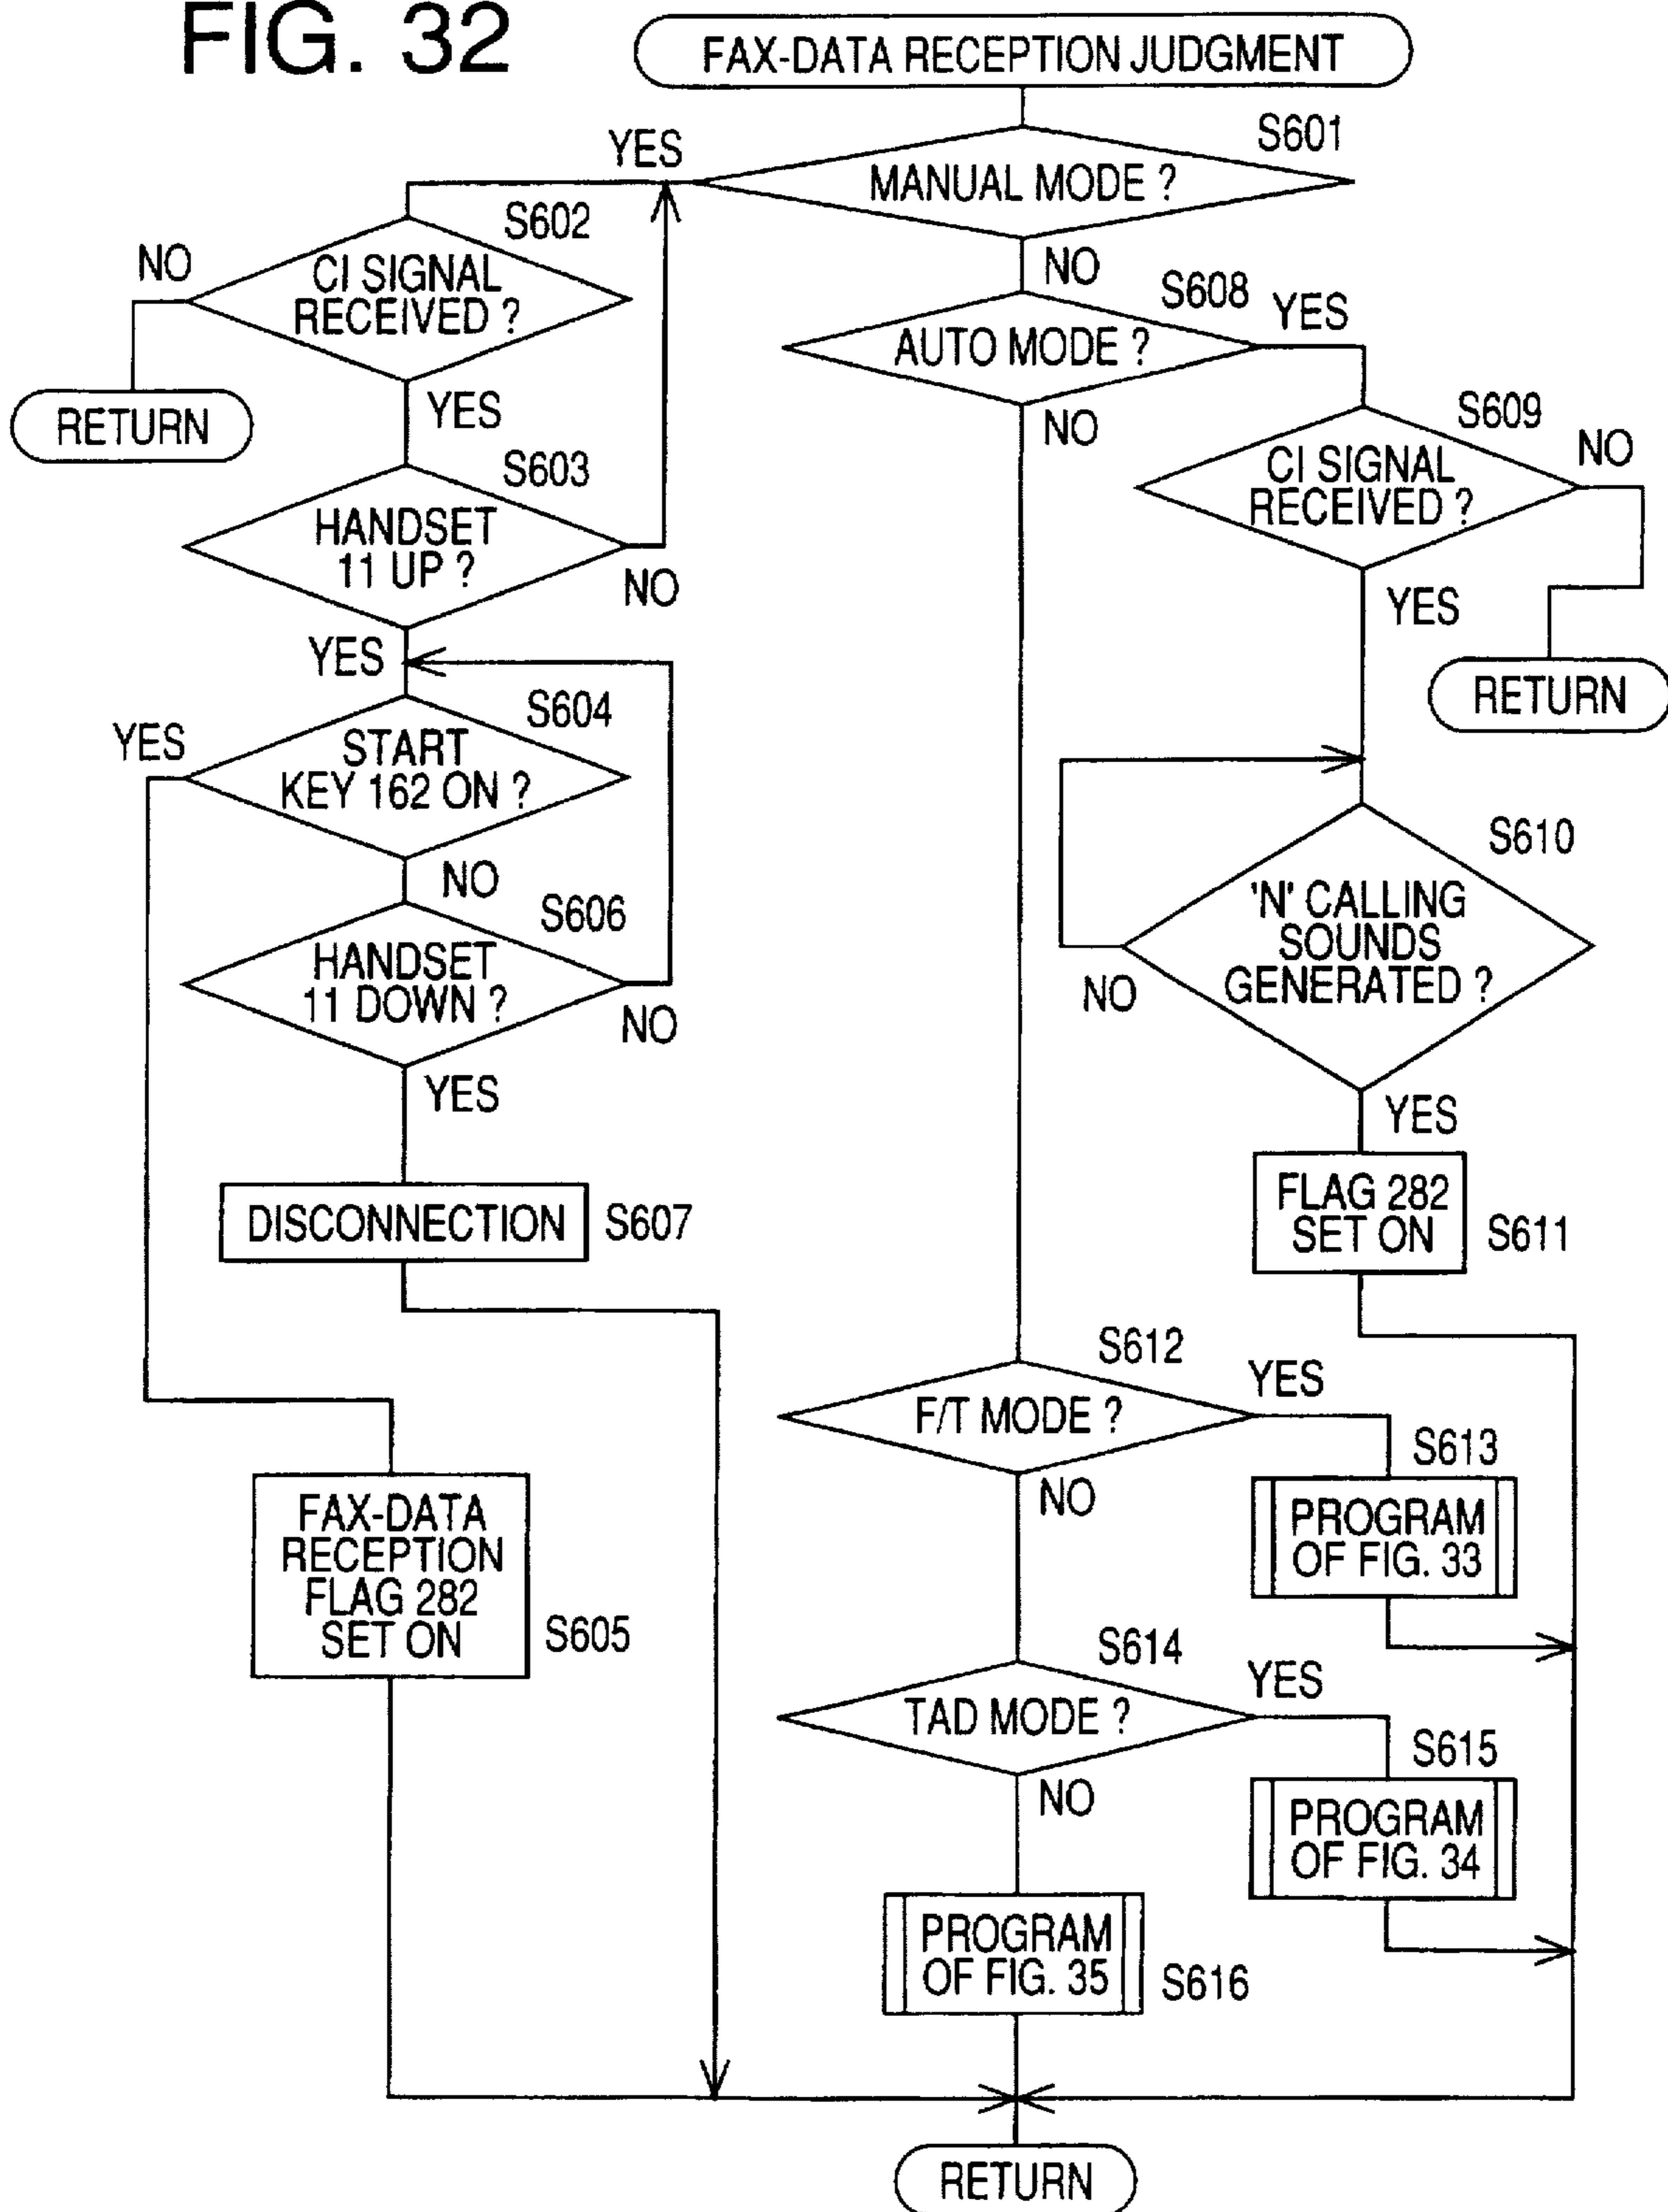 FIG. 32
FAX-DATA RECEPTION JUDGMENT
S601
YES
MANUAL MODE ?
NO
S602
NO
CI SIGNAL
RECEIVED ?
RETURN
YES
S603
HANDSET
11 UP ?
NO
YES
S604
YES
START
KEY 162 ON ?
NO
S606
HANDSET
11 DOWN ?
NO
YES
DISCONNECTION
S607
FAX-DATA
RECEPTION
FLAG 282
SET ON
S605
S608
YES
AUTO MODE ?
NO
S609
NO
CI SIGNAL
RECEIVED ?
YES
RETURN
S610
'N' CALLING
SOUNDS
GENERATED ?
NO
YES
FLAG 282
SET ON
S611
S612
YES
F/T MODE ?
NO
S613
PROGRAM
OF FIG. 33
S614
YES
TAD MODE ?
NO
S615
PROGRAM
OF FIG. 34
PROGRAM
OF FIG. 35
S616
RETURN